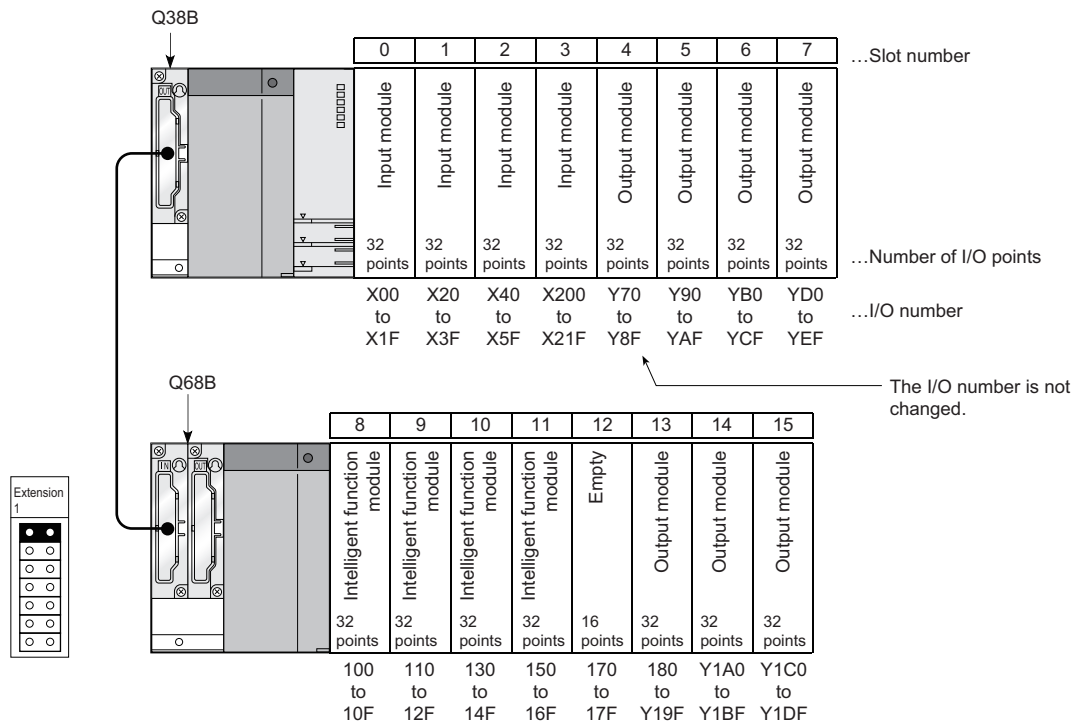 Q38B
0 1 2 3 4 5 6 7 …Slot number
OUT
Input module
Input module
Input module
Input module
Output module
Output module
Output module
Output module
32 points
32 points
32 points
32 points
32 points
32 points
32 points
32 points
…Number of I/O points
X00 to X1F
X20 to X3F
X40 to X5F
X200 to X21F
Y70 to Y8F
Y90 to YAF
YB0 to YCF
YD0 to YEF
…I/O number
The I/O number is not
changed.
Q68B
8 9 10 11 12 13 14 15
Extension
1
IN OUT
Intelligent function module
Intelligent function module
Intelligent function module
Intelligent function module
Empty
Output module
Output module
Output module
32 points
32 points
32 points
32 points
16 points
32 points
32 points
32 points
100 to 10F
110 to 12F
130 to 14F
150 to 16F
170 to 17F
180 to Y19F
Y1A0 to Y1BF
Y1C0 to Y1DF